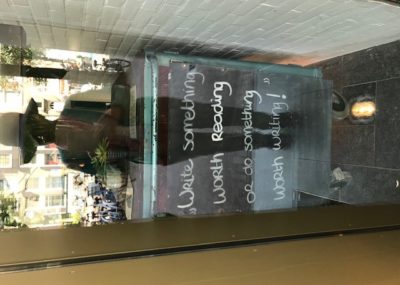 „Write something
Worth Reading
or do something
worth writing!"